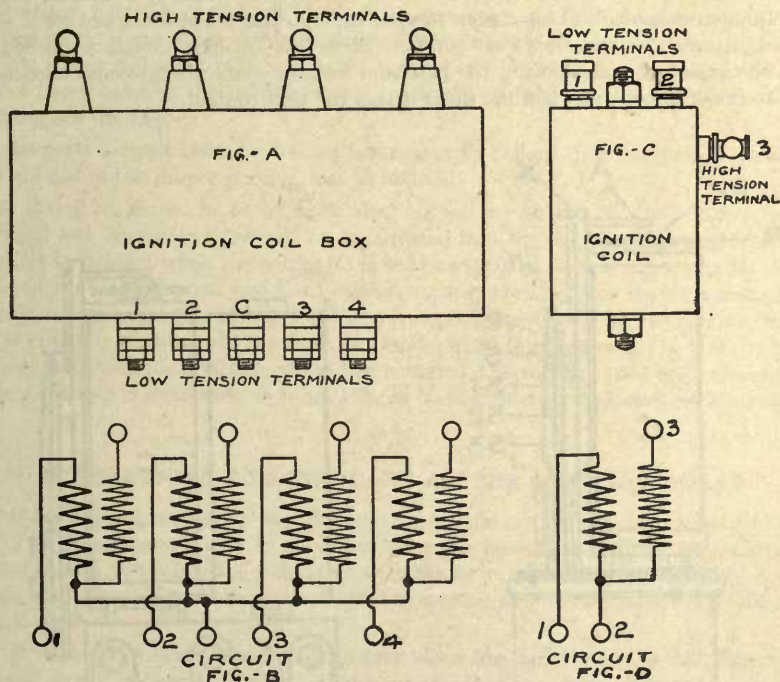 HIGH TENSION TERMINALS
FIG.-A
IGNITION COIL BOX
1 2 C 3 4
LOW TENSION TERMINALS
LOW TENSION
TERMINALS
1 2
FIG.-C
3
HIGH
TENSION
TERMINAL
IGNITION
COIL
1 2 3 4
CIRCUIT
FIG.-B
3
1 2
CIRCUIT
FIG.-D